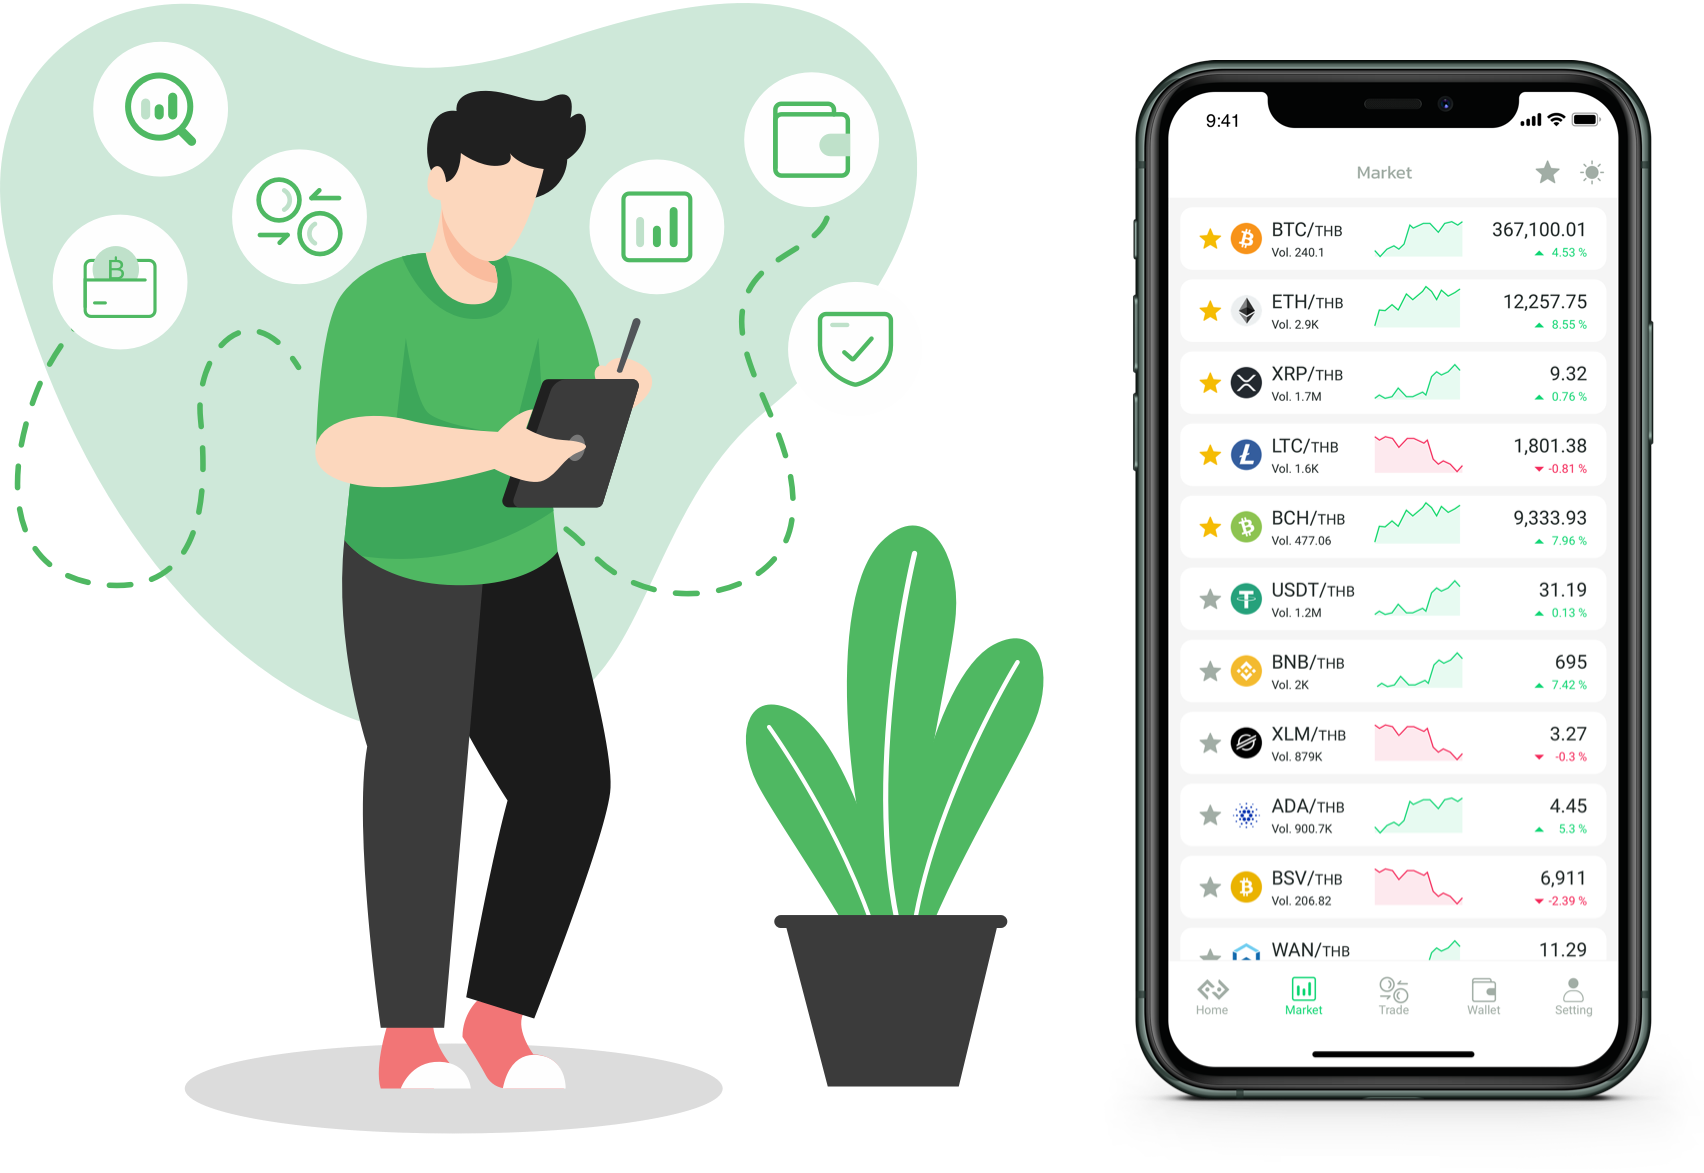 9:41
Market
BTC/THB 367,100.01
Vol. 240.1 4.53 %
ETH/THB 12,257.75
Vol. 2.9K 8.55 %
XRP/THB 9.32
Vol. 1.7M 0.76 %
LTC/THB 1,801.38
Vol. 1.6K -0.81 %
BCH/THB 9,333.93
Vol. 477.06 7.96 %
USDT/THB 31.19
Vol. 1.2M 0.13 %
BNB/THB 695
Vol. 2K 7.42 %
XLM/THB 3.27
Vol. 879K -0.3 %
ADA/THB 4.45
Vol. 900.7K 5.3 %
BSV/THB 6,911
Vol. 206.82 -2.39 %
WAN/THB 11.29
Home Market Trade Wallet Setting